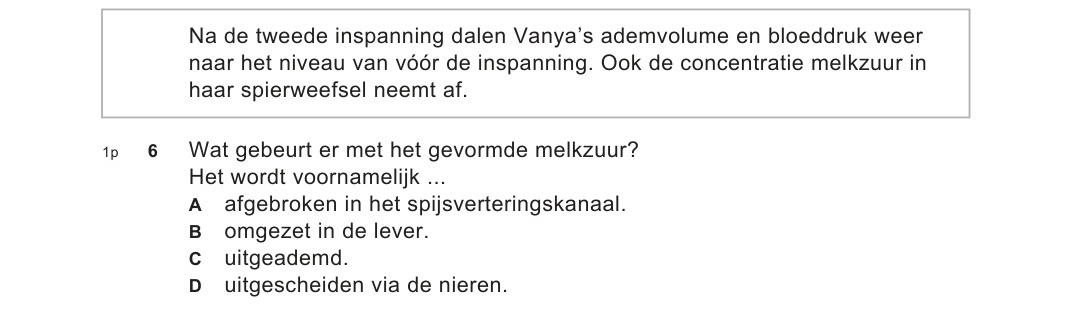 Na de tweede inspanning dalen Vanya's ademvolume en bloeddruk weer
naar het niveau van vóór de inspanning. Ook de concentratie melkzuur in
haar spierweefsel neemt af.
1p 6 Wat gebeurt er met het gevormde melkzuur?
Het wordt voornamelijk ...
A afgebroken in het spijsverteringskanaal.
B omgezet in de lever.
C uitgeademd.
D uitgescheiden via de nieren.